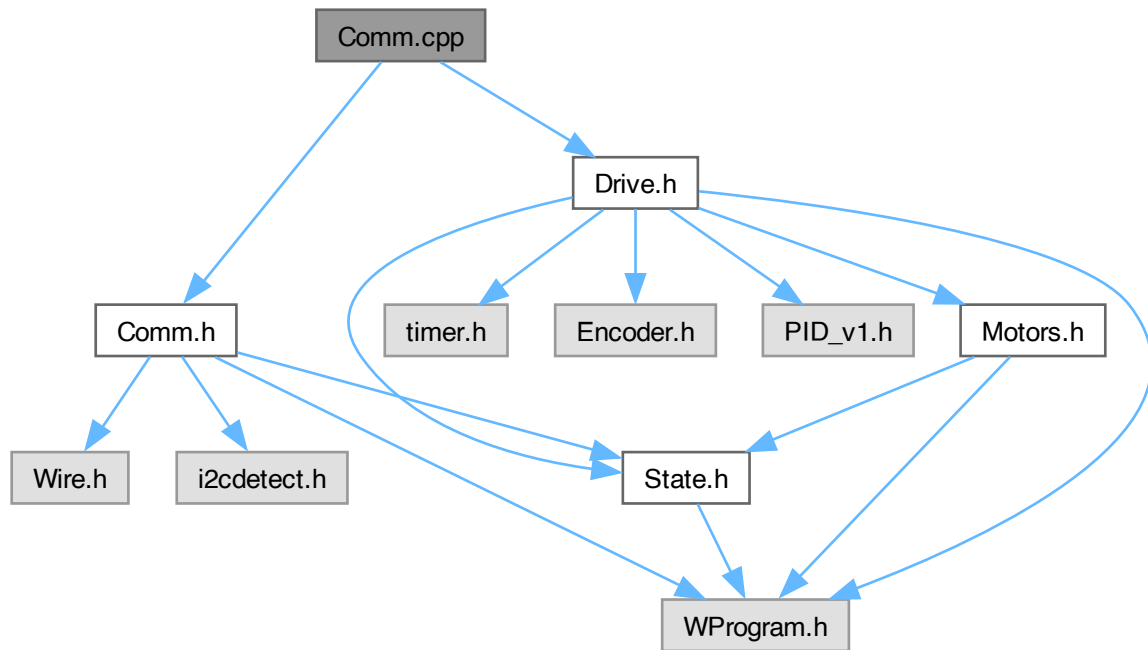 Comm.cpp
Drive.h
Comm.h
timer.h
Encoder.h
PID_v1.h
Motors.h
Wire.h
i2cdetect.h
State.h
WProgram.h